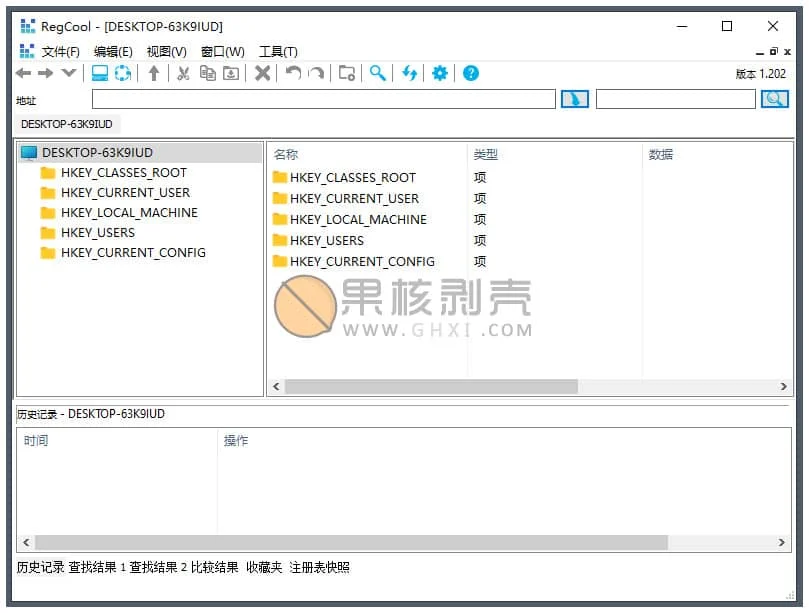 RegCool - [DESKTOP-63K9IUD]
文件(F) 编辑(E) 视图(V) 窗口(W) 工具(T)
版本 1.202
地址
DESKTOP-63K9IUD
DESKTOP-63K9IUD
HKEY_CLASSES_ROOT
HKEY_CURRENT_USER
HKEY_LOCAL_MACHINE
HKEY_USERS
HKEY_CURRENT_CONFIG
名称 类型 数据
HKEY_CLASSES_ROOT 项
HKEY_CURRENT_USER 项
HKEY_LOCAL_MACHINE 项
HKEY_USERS 项
HKEY_CURRENT_CONFIG 项
果核剥壳
WWW.GHXI.COM
历史记录 - DESKTOP-63K9IUD
时间 操作
历史记录 查找结果 1 查找结果 2 比较结果 收藏夹 注册表快照